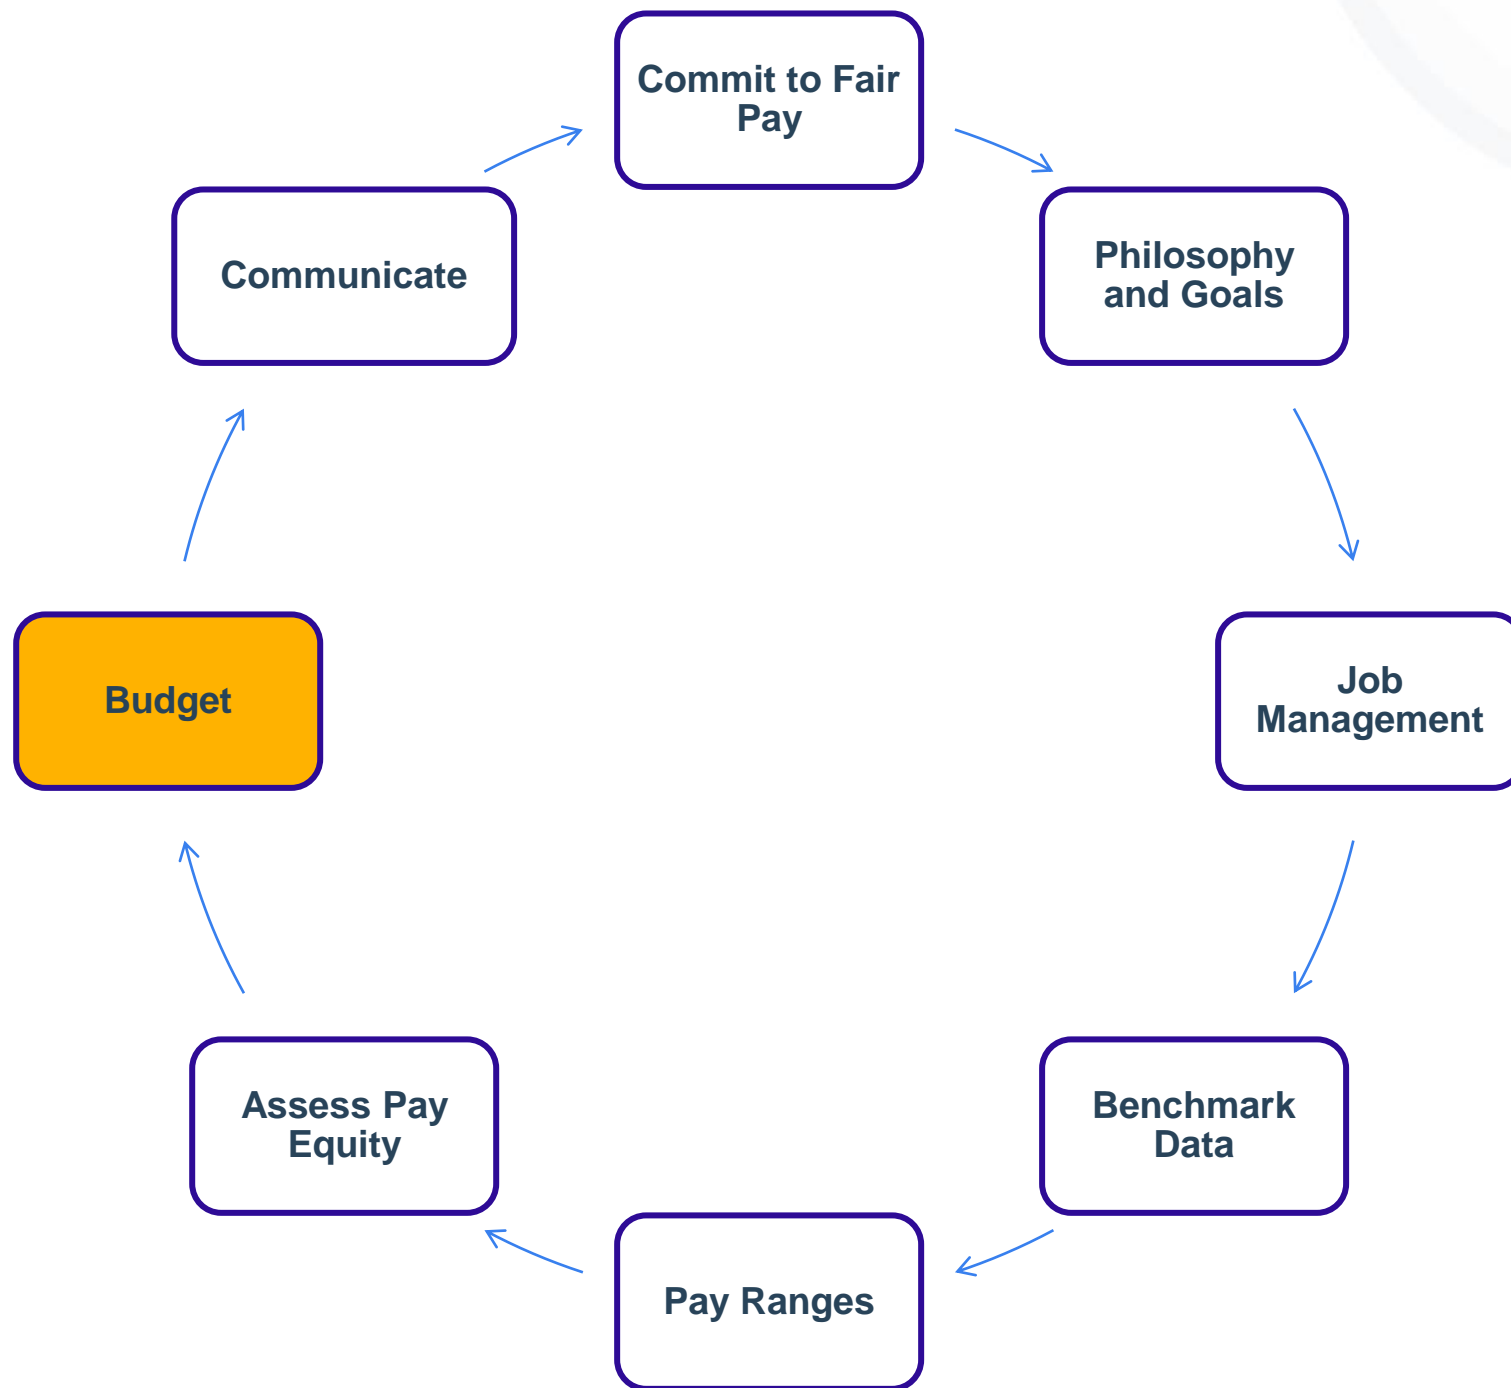 Commit to Fair
Pay
Philosophy
and Goals
Job
Management
Benchmark
Data
Pay Ranges
Assess Pay
Equity
Budget
Communicate